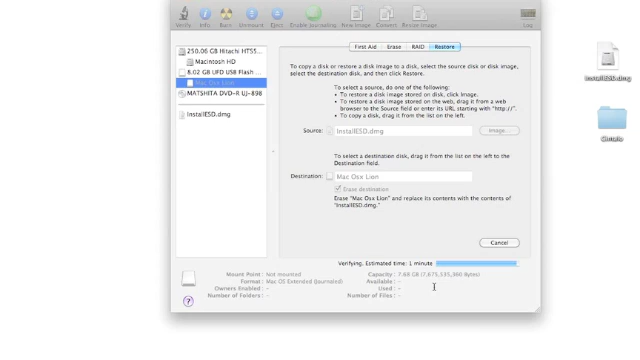 Verify Info Burn Unmount Eject Enable Journaling New Image Convert Resize Image Log
First Aid Erase RAID Restore
250.06 GB Hitachi HTS5...
Macintosh HD
8.02 GB UFD USB Flash ...
Mac Osx Lion
MATSHITA DVD-R UJ-898
InstallESD.dmg
To copy a disk or restore a disk image to a disk, select the source disk or disk image,
select the destination disk, and then click Restore.
To select a source, do one of the following:
• To restore a disk image stored on disk, click Image.
• To restore a disk image stored on the web, drag it from a web
browser to the Source field or enter its URL starting with "http://".
• To copy a disk, drag it from the list on the left.
Source: InstallESD.dmg Image...
To select a destination disk, drag it from the list on the left to the
Destination field.
Destination: Mac Osx Lion
Erase destination
Erase "Mac Osx Lion" and replace its contents with the contents of
"InstallESD.dmg."
Cancel
Verifying. Estimated time: 1 minute
Mount Point : Not mounted
Format : Mac OS Extended (Journaled)
Owners Enabled : -
Number of Folders : -
Capacity : 7.68 GB (7,675,535,360 Bytes)
Available : -
Used : -
Number of Files : -
?
InstallESD.dmg